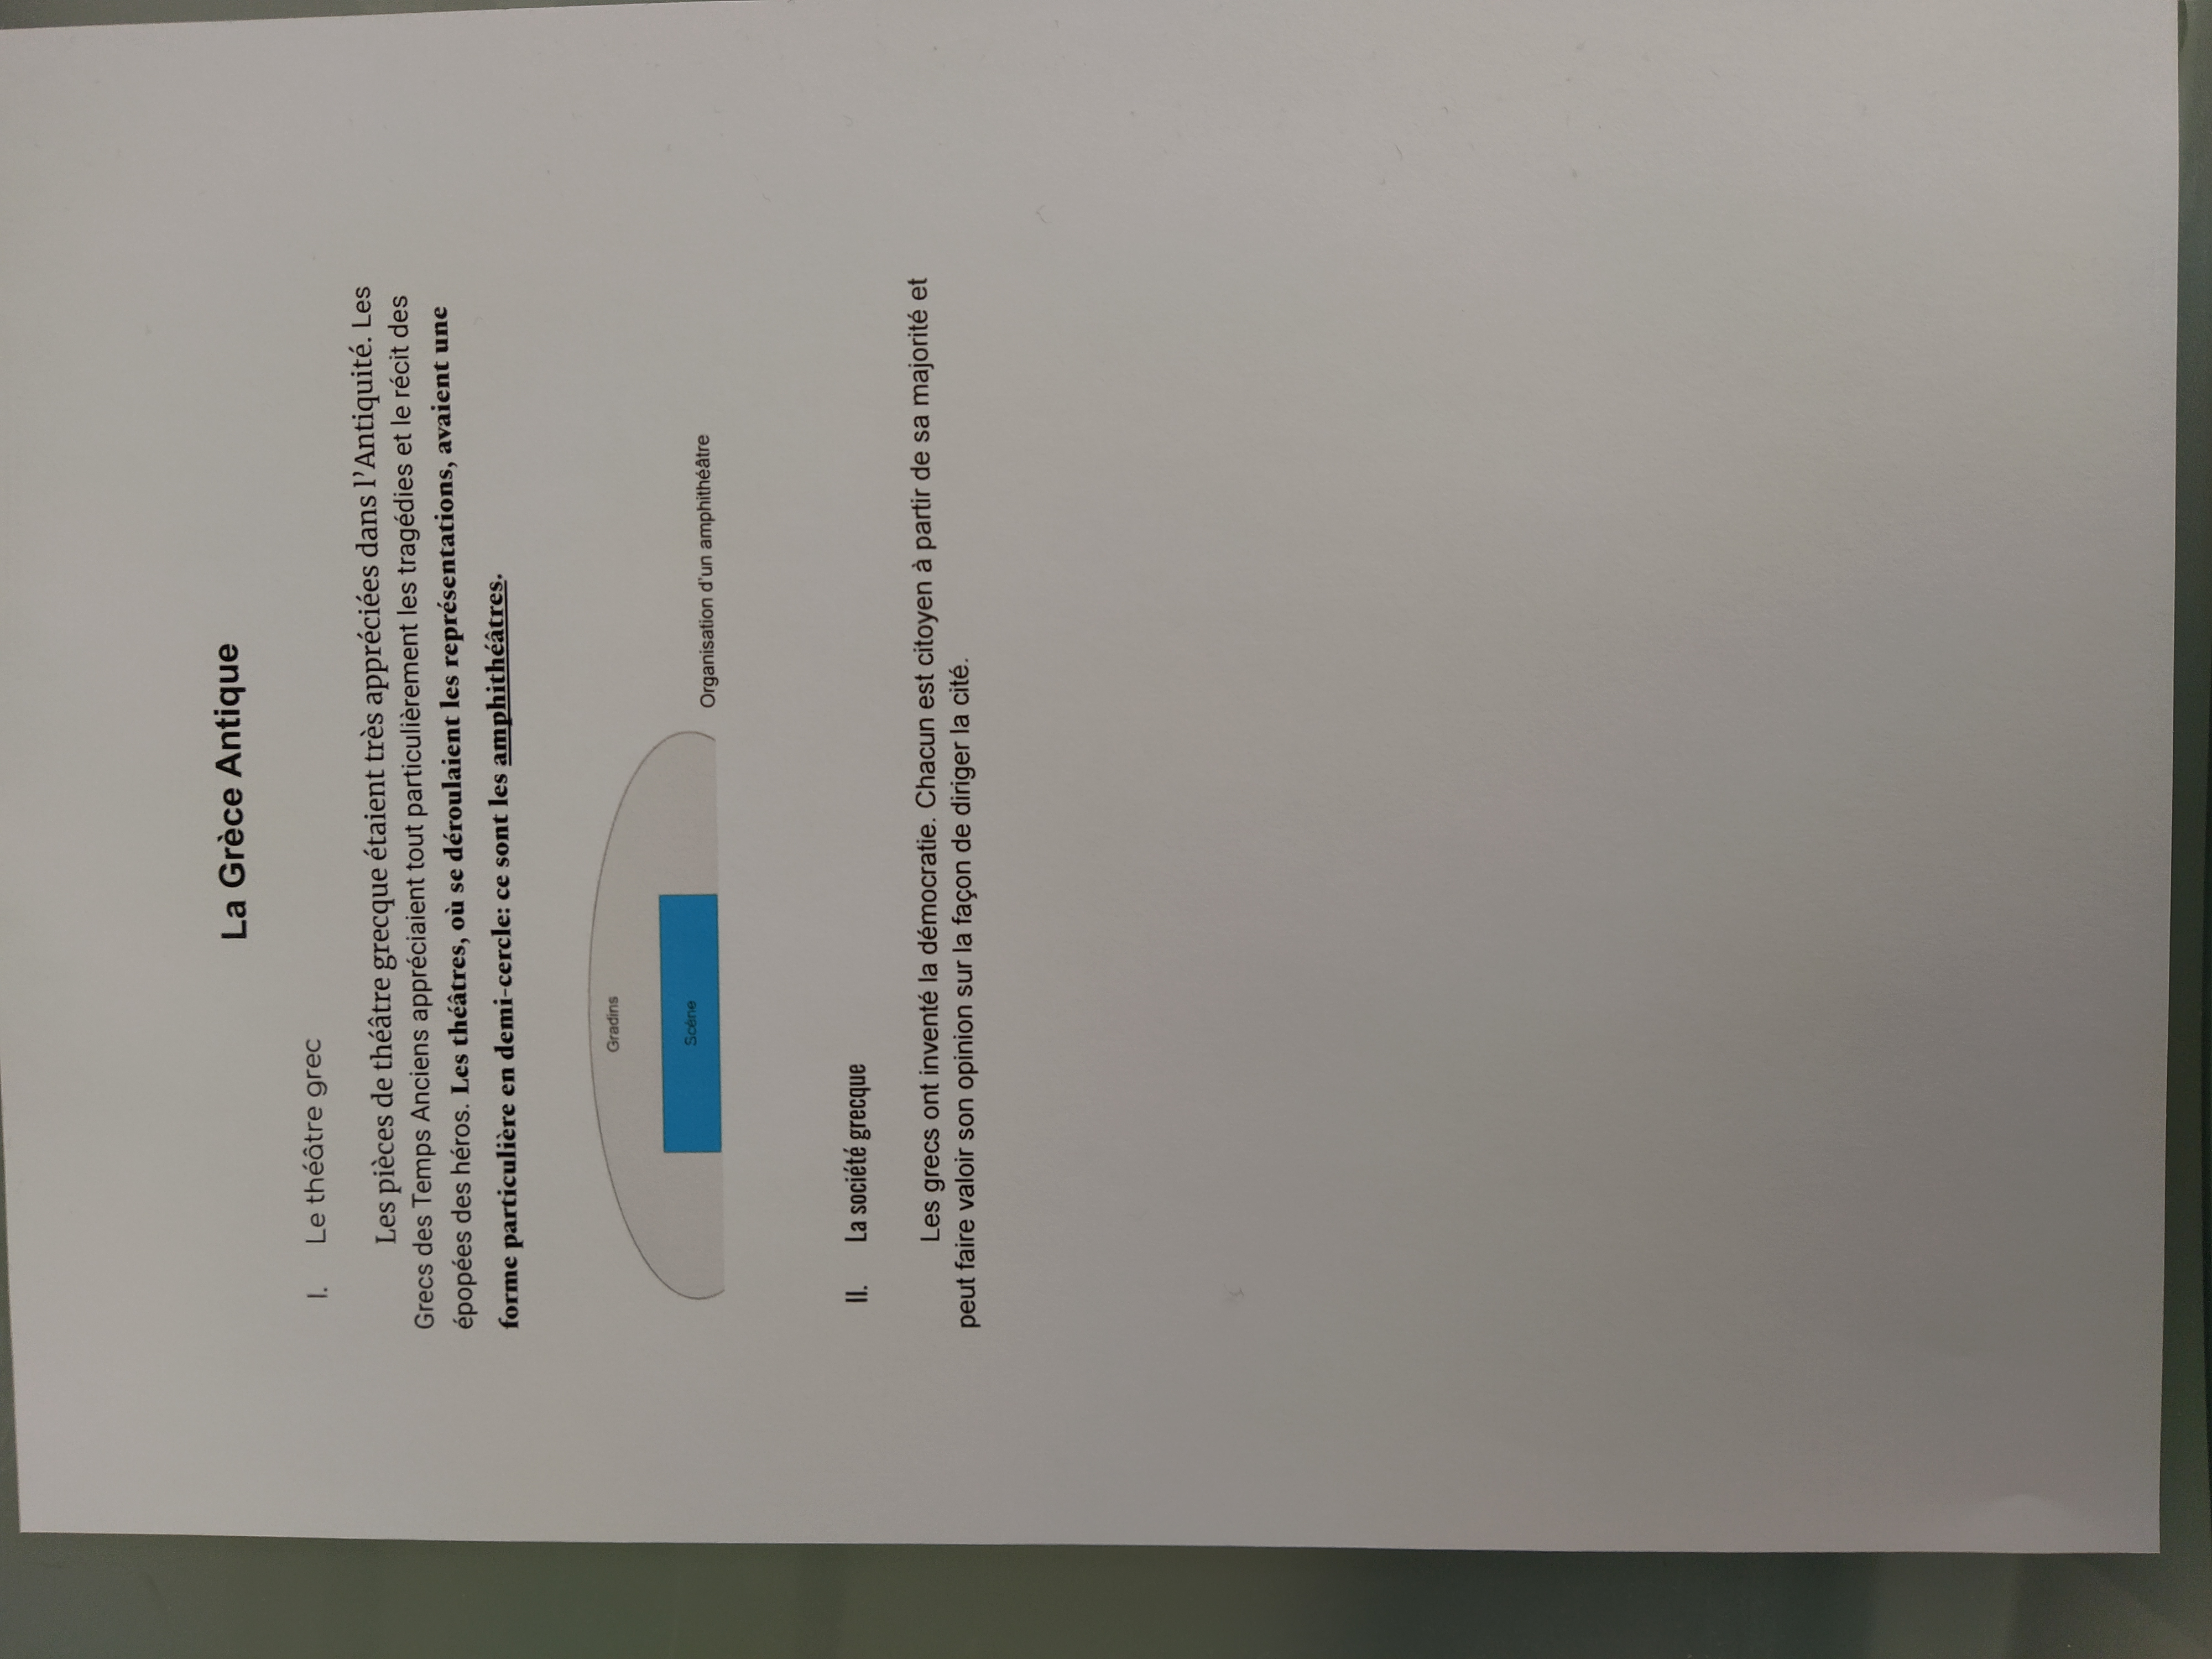 La Grèce Antique
I. Le théâtre grec
Les pièces de théâtre grecque étaient très appréciées dans l'Antiquité. Les
Grecs des Temps Anciens appréciaient tout particulièrement les tragédies et le récit des
épopées des héros. Les théâtres, où se déroulaient les représentations, avaient une
forme particulière en demi-cercle: ce sont les amphithéâtres.
Gradins
Scène
Organisation d'un amphithéâtre
II. La société grecque
Les grecs ont inventé la démocratie. Chacun est citoyen à partir de sa majorité et
peut faire valoir son opinion sur la façon de diriger la cité.